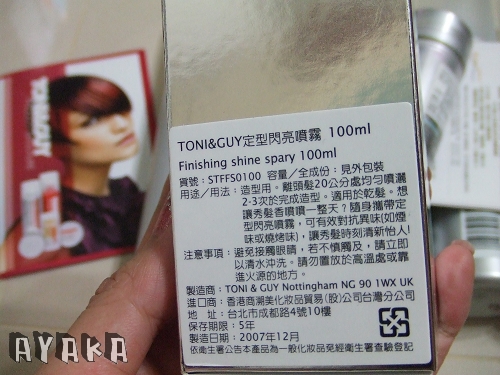 TONI&GUY
TONI&GUY定型閃亮噴霧 100ml
Finishing shine spary 100ml
貨號：STFFS0100 容量／全成份：見外包裝
用途／用法：造型用。離頭髮20公分處均勻噴灑
2-3次於完成造型。適用於乾髮。想
讓秀髮香噴噴一整天？隨身攜帶定
型閃亮噴霧，可有效對抗異味(如煙
味或燒烤味)，讓秀髮時刻清新怡人!
注意事項：避免接觸眼睛，若不慎觸及，請立即
以清水沖洗。請勿置放於高溫處或靠
進火源的地方。
製造商：TONI & GUY Nottingham NG 90 1WX UK
進口商：香港商潮美化妝品貿易(股)公司台灣分公司
地 址：台北市成都路4號10樓
保存期限：5年
製造日期：2007年12月
依衛生署公告本產品為一般化妝品免經衛生署查驗登記
紙
AYAKA